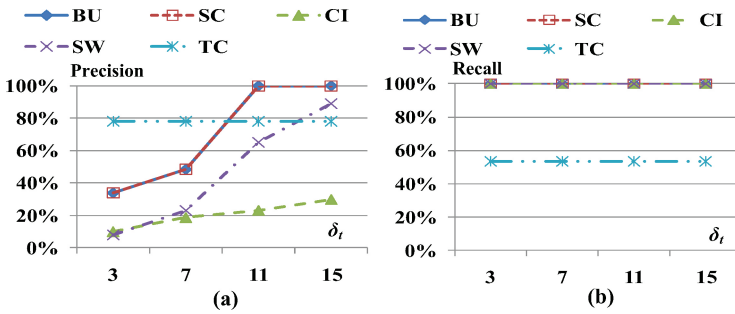 BU SC CI
SW TC
Precision
100%
80%
60%
40%
20%
0%
δt
3 7 11 15
(a)
BU SC CI
SW TC
Recall
100%
80%
60%
40%
20%
0%
δt
3 7 11 15
(b)